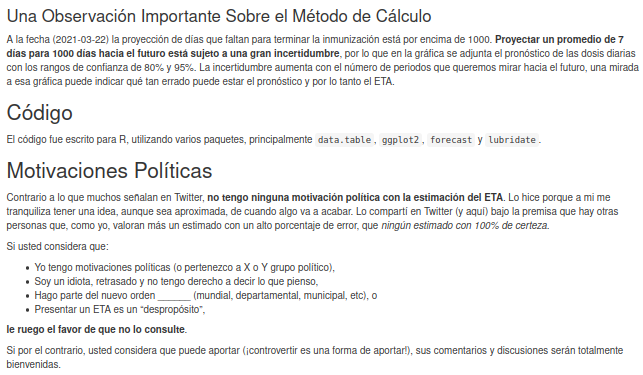 Una Observación Importante Sobre el Método de Cálculo
A la fecha (2021-03-22) la proyección de días que faltan para terminar la inmunización está por encima de 1000. Proyectar un promedio de 7
días para 1000 días hacia el futuro está sujeto a una gran incertidumbre, por lo que en la gráfica se adjunta el pronóstico de las dosis diarias
con los rangos de confianza de 80% y 95%. La incertidumbre aumenta con el número de periodos que queremos mirar hacia el futuro, una mirada
a esa gráfica puede indicar qué tan errado puede estar el pronóstico y por lo tanto el ETA.
Código
El código fue escrito para R, utilizando varios paquetes, principalmente data.table, ggplot2, forecast y lubridate.
Motivaciones Políticas
Contrario a lo que muchos señalan en Twitter, no tengo ninguna motivación política con la estimación del ETA. Lo hice porque a mi me
tranquiliza tener una idea, aunque sea aproximada, de cuando algo va a acabar. Lo compartí en Twitter (y aquí) bajo la premisa que hay otras
personas que, como yo, valoran más un estimado con un alto porcentaje de error, que ningún estimado con 100% de certeza.
Si usted considera que:
• Yo tengo motivaciones políticas (o pertenezco a X o Y grupo político),
• Soy un idiota, retrasado y no tengo derecho a decir lo que pienso,
• Hago parte del nuevo orden ______ (mundial, departamental, municipal, etc), o
• Presentar un ETA es un “despropósito”,
le ruego el favor de que no lo consulte.
Si por el contrario, usted considera que puede aportar (¡controvertir es una forma de aportar!), sus comentarios y discusiones serán totalmente
bienvenidas.